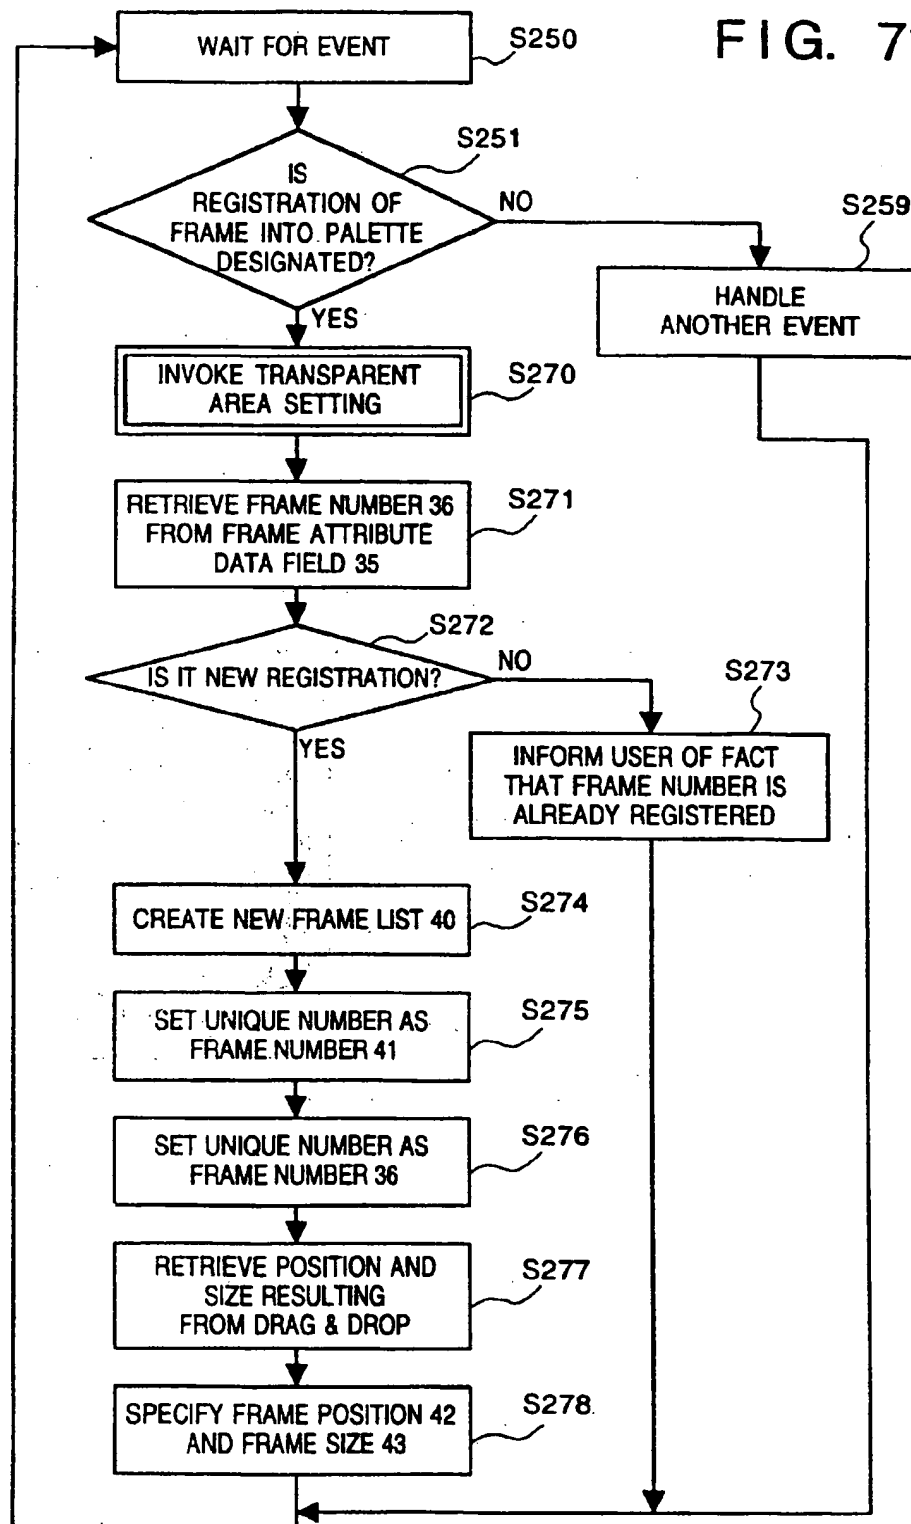 FIG. 7
WAIT FOR EVENT
S250
S251
IS
REGISTRATION OF
FRAME INTO PALETTE
DESIGNATED?
NO
S259
HANDLE
ANOTHER EVENT
YES
INVOKE TRANSPARENT
AREA SETTING
S270
RETRIEVE FRAME NUMBER 36
FROM FRAME ATTRIBUTE
DATA FIELD 35
S271
S272
IS IT NEW REGISTRATION?
NO
S273
INFORM USER OF FACT
THAT FRAME NUMBER IS
ALREADY REGISTERED
YES
CREATE NEW FRAME LIST 40
S274
SET UNIQUE NUMBER AS
FRAME NUMBER 41
S275
SET UNIQUE NUMBER AS
FRAME NUMBER 36
S276
RETRIEVE POSITION AND
SIZE RESULTING
FROM DRAG & DROP
S277
SPECIFY FRAME POSITION 42
AND FRAME SIZE 43
S278